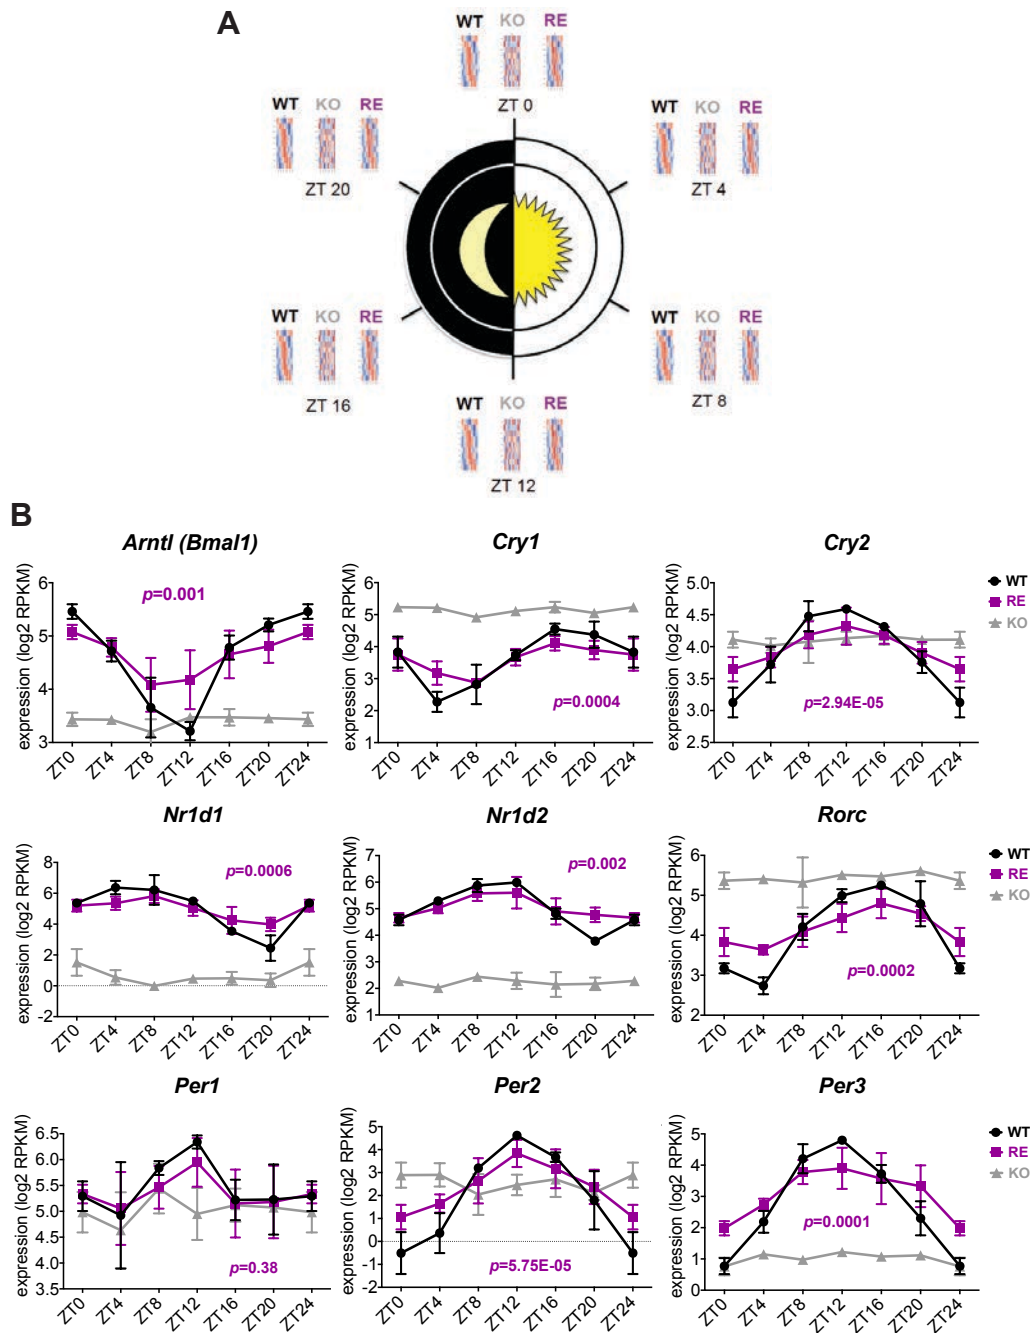 A
WT KO RE
ZT 0
WT KO RE
ZT 20
WT KO RE
ZT 4
WT KO RE
ZT 16
WT KO RE
ZT 8
WT KO RE
ZT 12
B
Arntl (Bmal1)
expression (log2 RPKM)
6
5
4
3
p=0.001
ZT0 ZT4 ZT8 ZT12 ZT16 ZT20 ZT24
Cry1
expression (log2 RPKM)
6
5
4
3
2
1
p=0.0004
ZT0 ZT4 ZT8 ZT12 ZT16 ZT20 ZT24
Cry2
expression (log2 RPKM)
5.0
4.5
4.0
3.5
3.0
2.5
p=2.94E-05
ZT0 ZT4 ZT8 ZT12 ZT16 ZT20 ZT24
WT
RE
KO
Nr1d1
expression (log2 RPKM)
8
6
4
2
0
-2
p=0.0006
ZT0 ZT4 ZT8 ZT12 ZT16 ZT20 ZT24
Nr1d2
expression (log2 RPKM)
7
6
5
4
3
2
1
p=0.002
ZT0 ZT4 ZT8 ZT12 ZT16 ZT20 ZT24
Rorc
expression (log2 RPKM)
6
5
4
3
2
p=0.0002
ZT0 ZT4 ZT8 ZT12 ZT16 ZT20 ZT24
WT
RE
KO
Per1
expression (log2 RPKM)
6.5
6.0
5.5
5.0
4.5
4.0
3.5
p=0.38
ZT0 ZT4 ZT8 ZT12 ZT16 ZT20 ZT24
Per2
expression (log2 RPKM)
5
4
3
2
1
0
-1
-2
p=5.75E-05
ZT0 ZT4 ZT8 ZT12 ZT16 ZT20 ZT24
Per3
expression (log2 RPKM)
5
4
3
2
1
0
p=0.0001
ZT0 ZT4 ZT8 ZT12 ZT16 ZT20 ZT24
WT
RE
KO